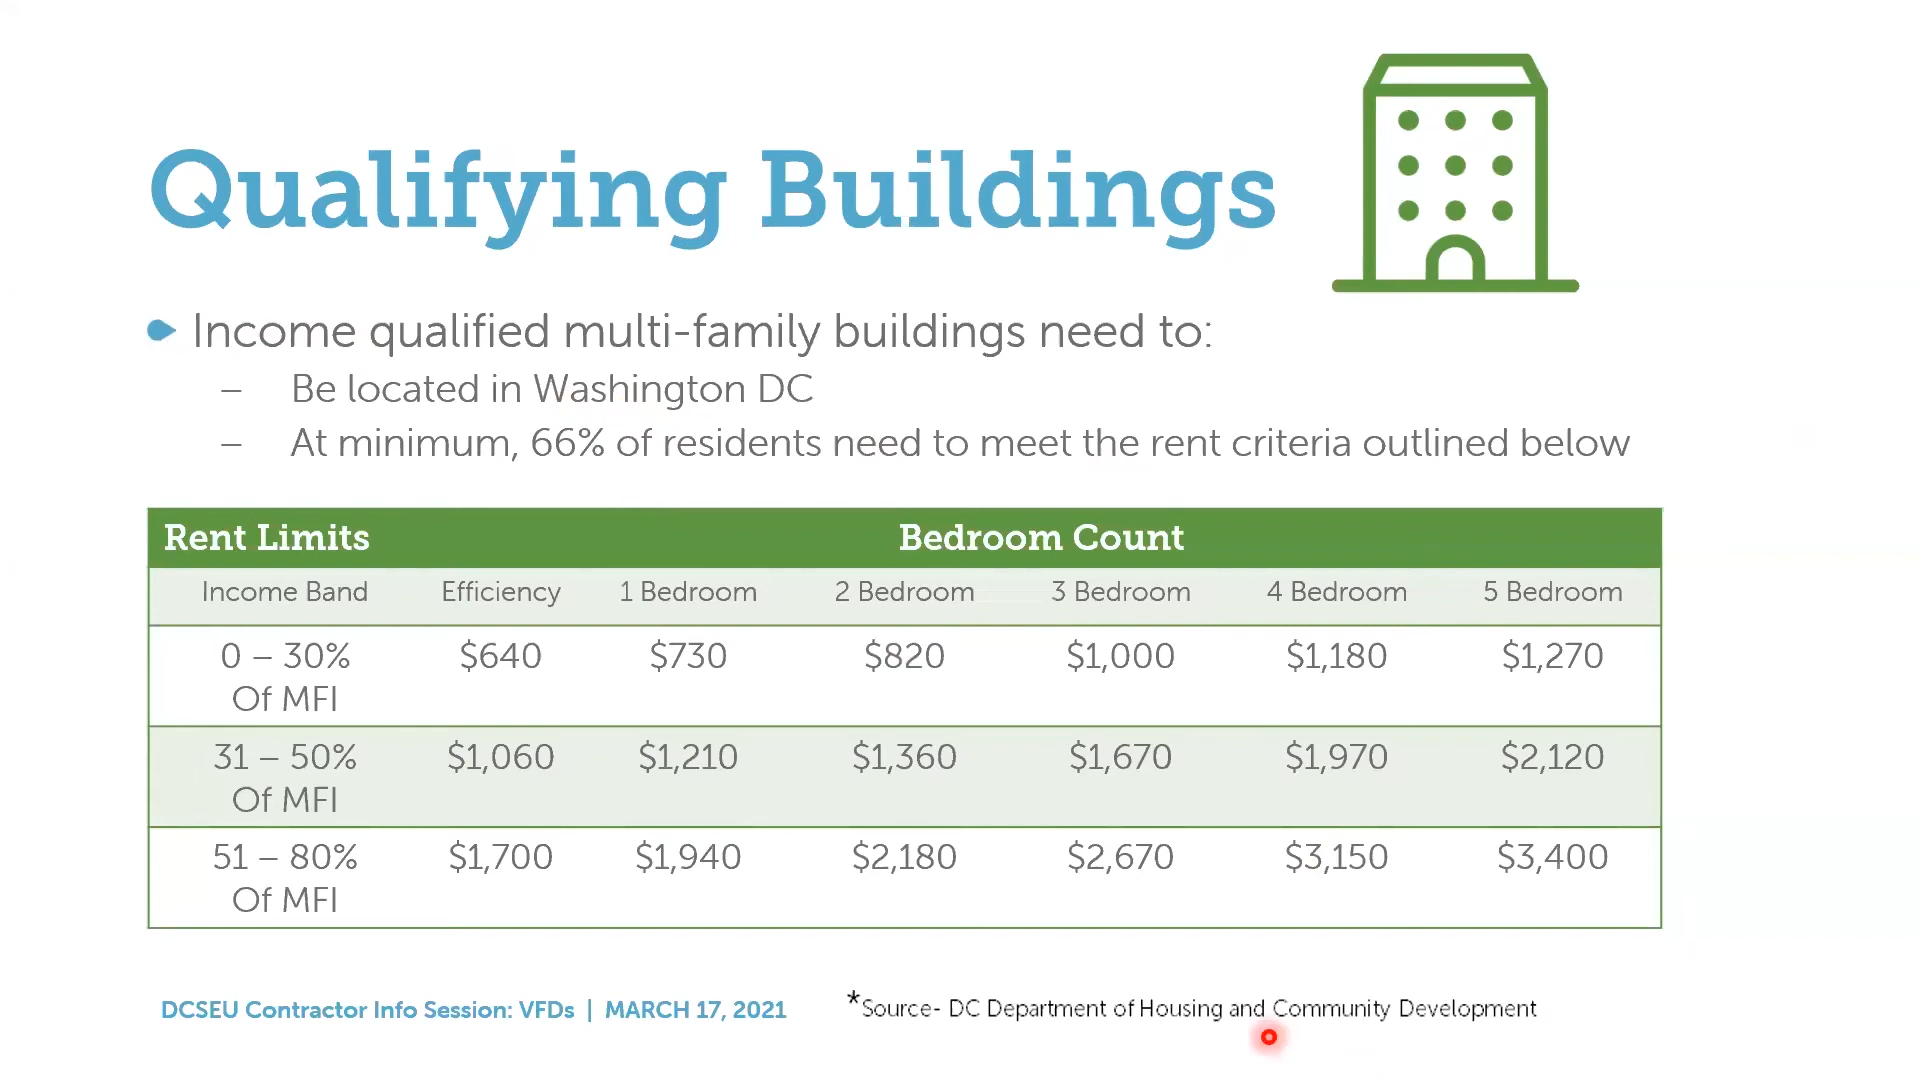 Qualifying Buildings
Income qualified multi-family buildings need to:
– Be located in Washington DC
– At minimum, 66% of residents need to meet the rent criteria outlined below
Rent Limits Bedroom Count
Income Band Efficiency 1 Bedroom 2 Bedroom 3 Bedroom 4 Bedroom 5 Bedroom
0 – 30% $640 $730 $820 $1,000 $1,180 $1,270
Of MFI
31 – 50% $1,060 $1,210 $1,360 $1,670 $1,970 $2,120
Of MFI
51 – 80% $1,700 $1,940 $2,180 $2,670 $3,150 $3,400
Of MFI
DCSEU Contractor Info Session: VFDs | MARCH 17, 2021 *Source- DC Department of Housing and Community Development